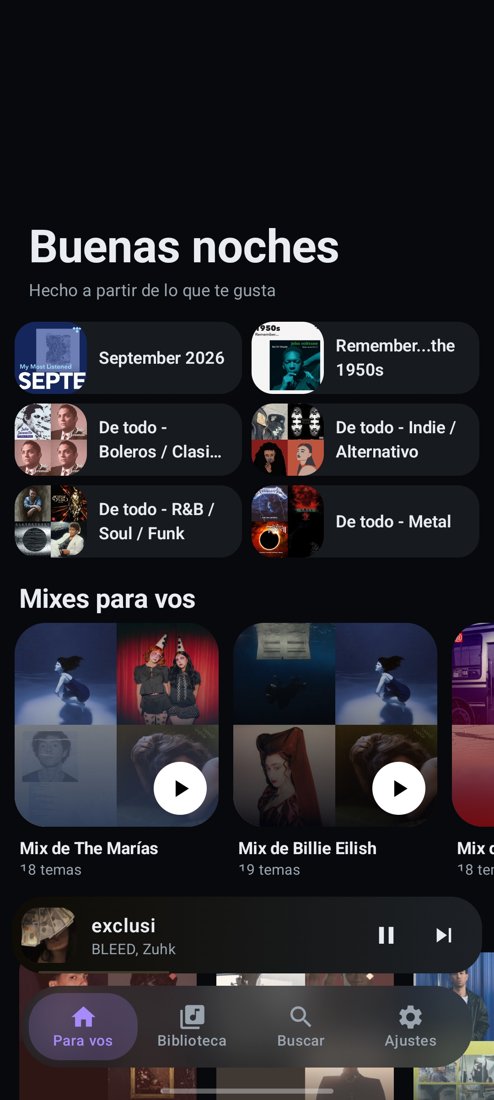 Buenas noches
Hecho a partir de lo que te gusta
My Most Listened
SEPTE
September 2026
1950s
Remember...
Remember...the
1950s
De todo -
Boleros / Clasi...
De todo - Indie /
Alternativo
De todo - R&B /
Soul / Funk
De todo - Metal
Mixes para vos
Mix de The Marías
18 temas
Mix de Billie Eilish
19 temas
Mix d
18 ter
exclusi
BLEED, Zuhk
Para vos
Biblioteca
Buscar
Ajustes